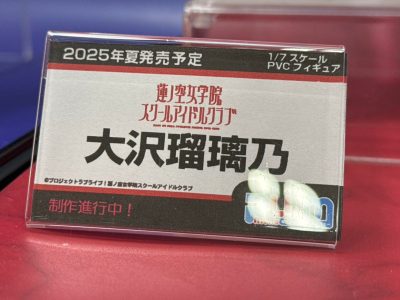 2025年夏発売予定
1/7 スケール
PVC フィギュア
蓮ノ空女学院
スクールアイドルクラブ
大沢瑠璃乃
©プロジェクトラブライブ！蓮ノ空女学院スクールアイドルクラブ
制作進行中！